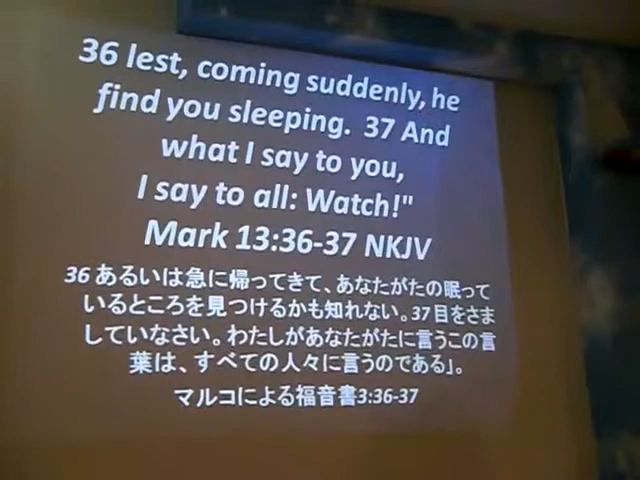 36 lest, coming suddenly, he
find you sleeping. 37 And
what I say to you,
I say to all: Watch!"
Mark 13:36-37 NKJV
36 あるいは急に帰ってきて、あなたがたの眠って
いるところを見つけるかも知れない。37 目をさま
していなさい。わたしがあなたがたに言うこの言
葉は、すべての人々に言うのである」。
マルコによる福音書3:36-37